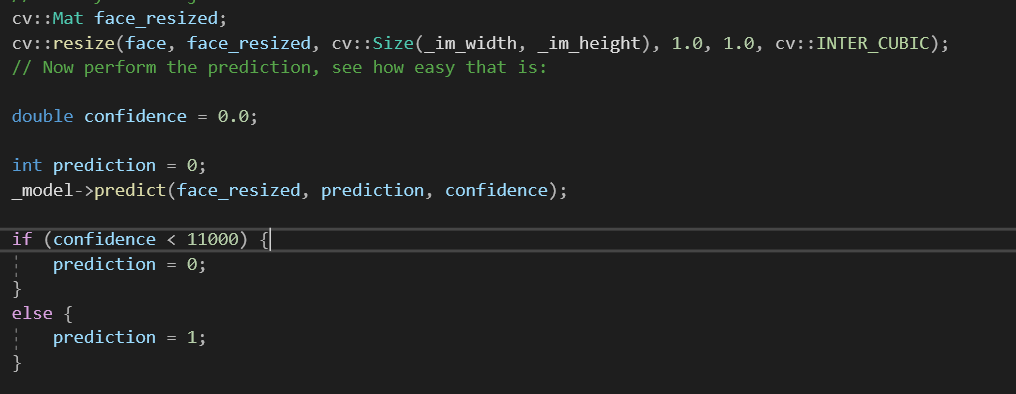 cv::Mat face_resized;
cv::resize(face, face_resized, cv::Size(_im_width, _im_height), 1.0, 1.0, cv::INTER_CUBIC);
// Now perform the prediction, see how easy that is:
double confidence = 0.0;
int prediction = 0;
_model->predict(face_resized, prediction, confidence);
if (confidence < 11000) {
prediction = 0;
}
else {
prediction = 1;
}